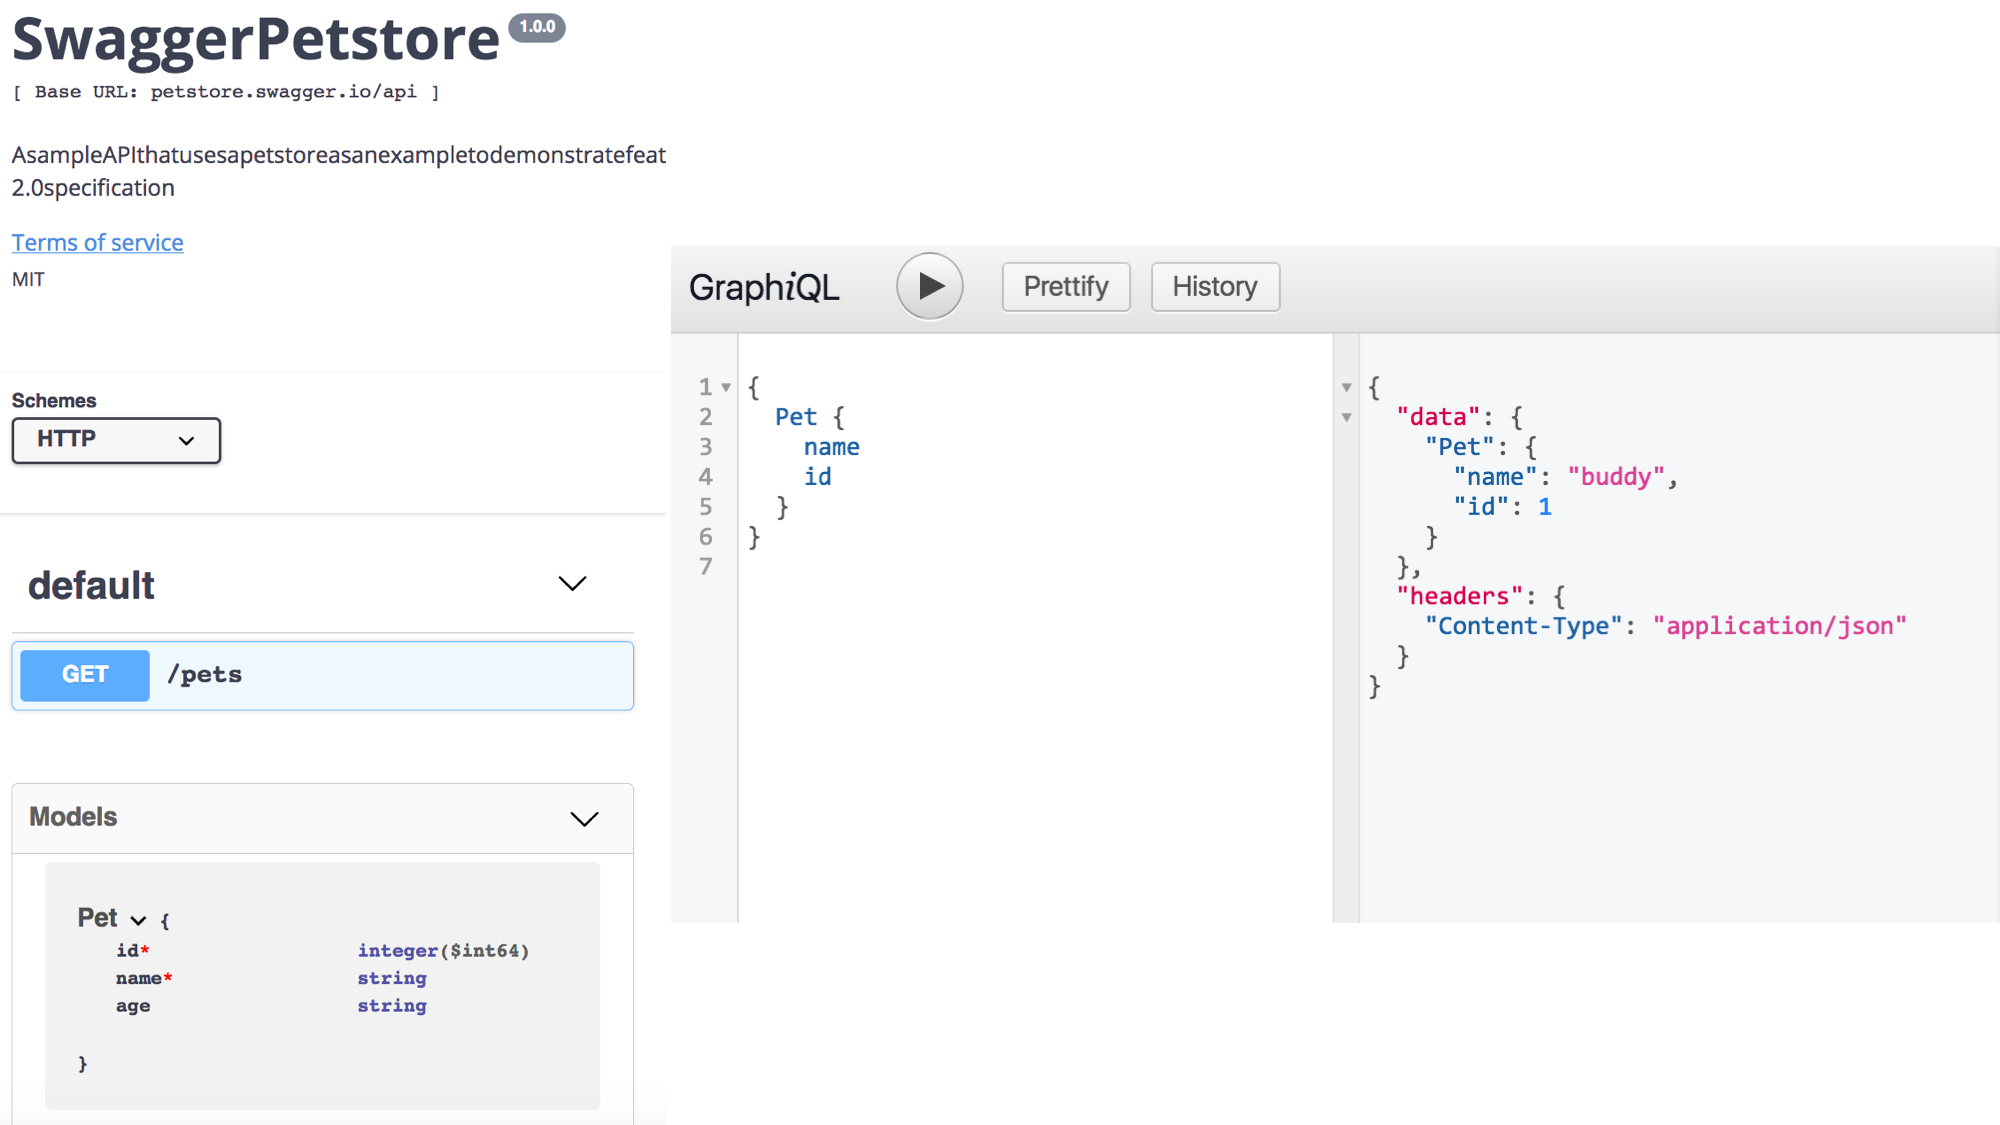 SwaggerPetstore 1.0.0
[ Base URL: petstore.swagger.io/api ]
AsampleAPIthatusesapetstoreasanexampletodemonstratefeat
2.0specification
Terms of service
MIT
Schemes
HTTP
default
GET /pets
Models
Pet {
id* integer($int64)
name* string
age string
}
GraphiQL Prettify History
1 {
2 Pet {
3 name
4 id
5 }
6 }
7
{
"data": {
"Pet": {
"name": "buddy",
"id": 1
}
},
"headers": {
"Content-Type": "application/json"
}
}